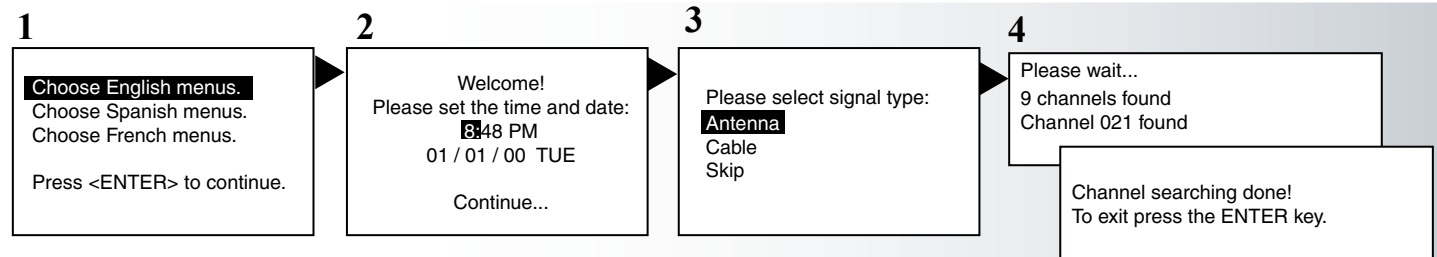 1
Choose English menus.
Choose Spanish menus.
Choose French menus.
Press <ENTER> to continue.
2
Welcome!
Please set the time and date:
8:48 PM
01 / 01 / 00 TUE
Continue...
3
Please select signal type:
Antenna
Cable
Skip
4
Please wait...
9 channels found
Channel 021 found
Channel searching done!
To exit press the ENTER key.